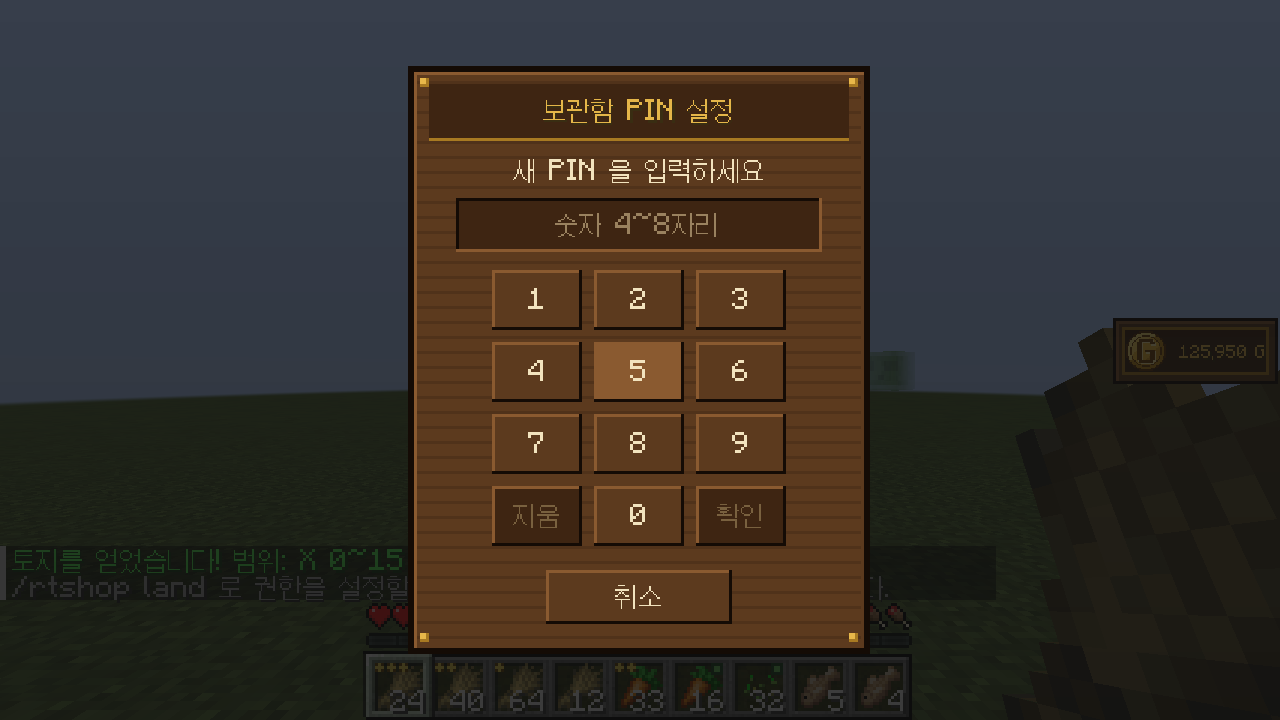 보관함 PIN 설정
새 PIN 을 입력하세요
숫자 4~8자리
1 2 3
4 5 6
7 8 9
지움 0 확인
취소
G 125,950 G
토지를 얻었습니다! 범위: X 0~15
/rtshop land 로 권한을 설정할 다.
24 40 64 12 33 16 32 5 4